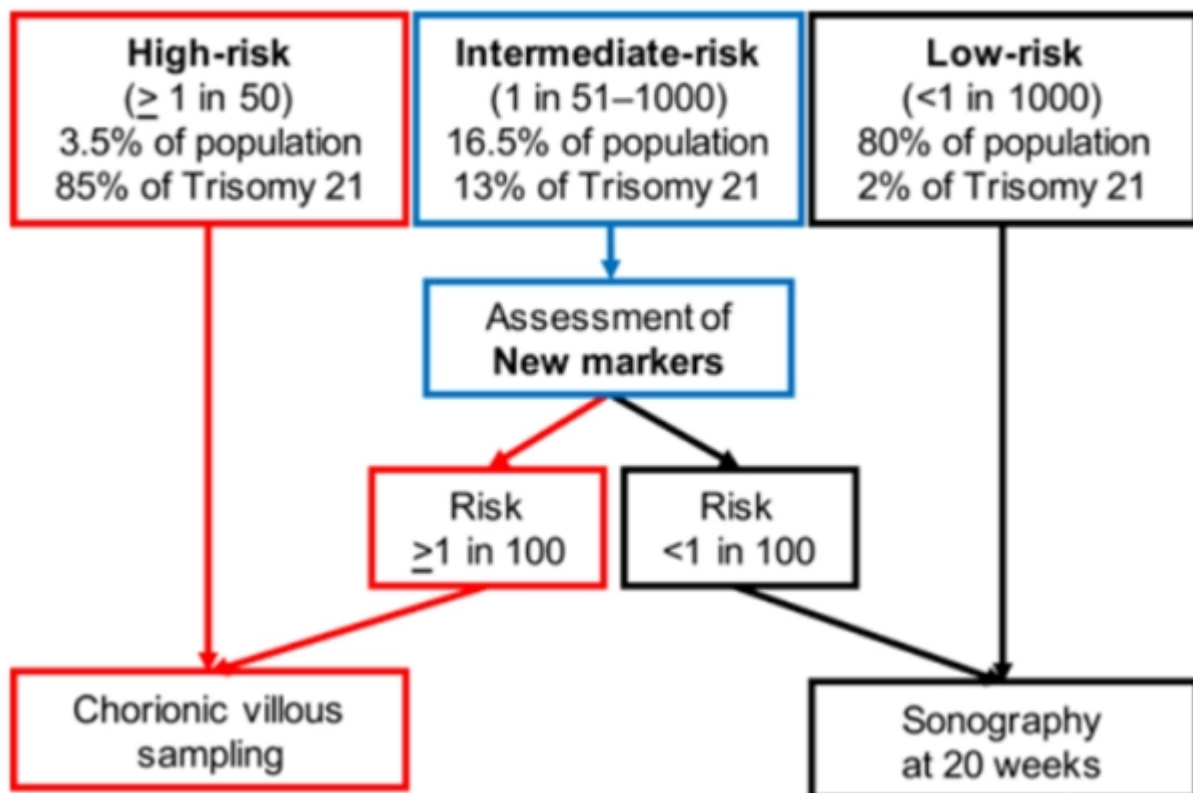 High-risk
(≥ 1 in 50)
3.5% of population
85% of Trisomy 21
Intermediate-risk
(1 in 51–1000)
16.5% of population
13% of Trisomy 21
Low-risk
(<1 in 1000)
80% of population
2% of Trisomy 21
Assessment of
New markers
Risk
≥1 in 100
Risk
<1 in 100
Chorionic villous
sampling
Sonography
at 20 weeks